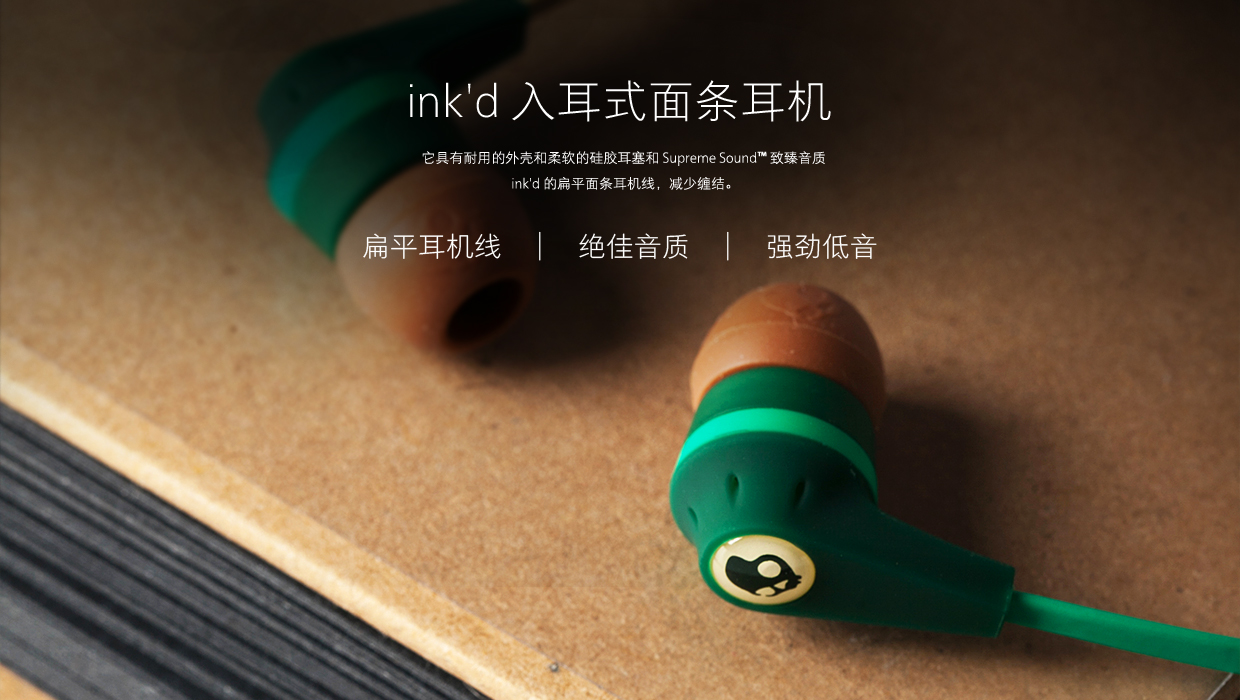 ink'd 入耳式面条耳机
它具有耐用的外壳和柔软的硅胶耳塞和 Supreme Sound™ 致臻音质
ink'd 的扁平面条耳机线，减少缠结。
扁平耳机线 | 绝佳音质 | 强劲低音